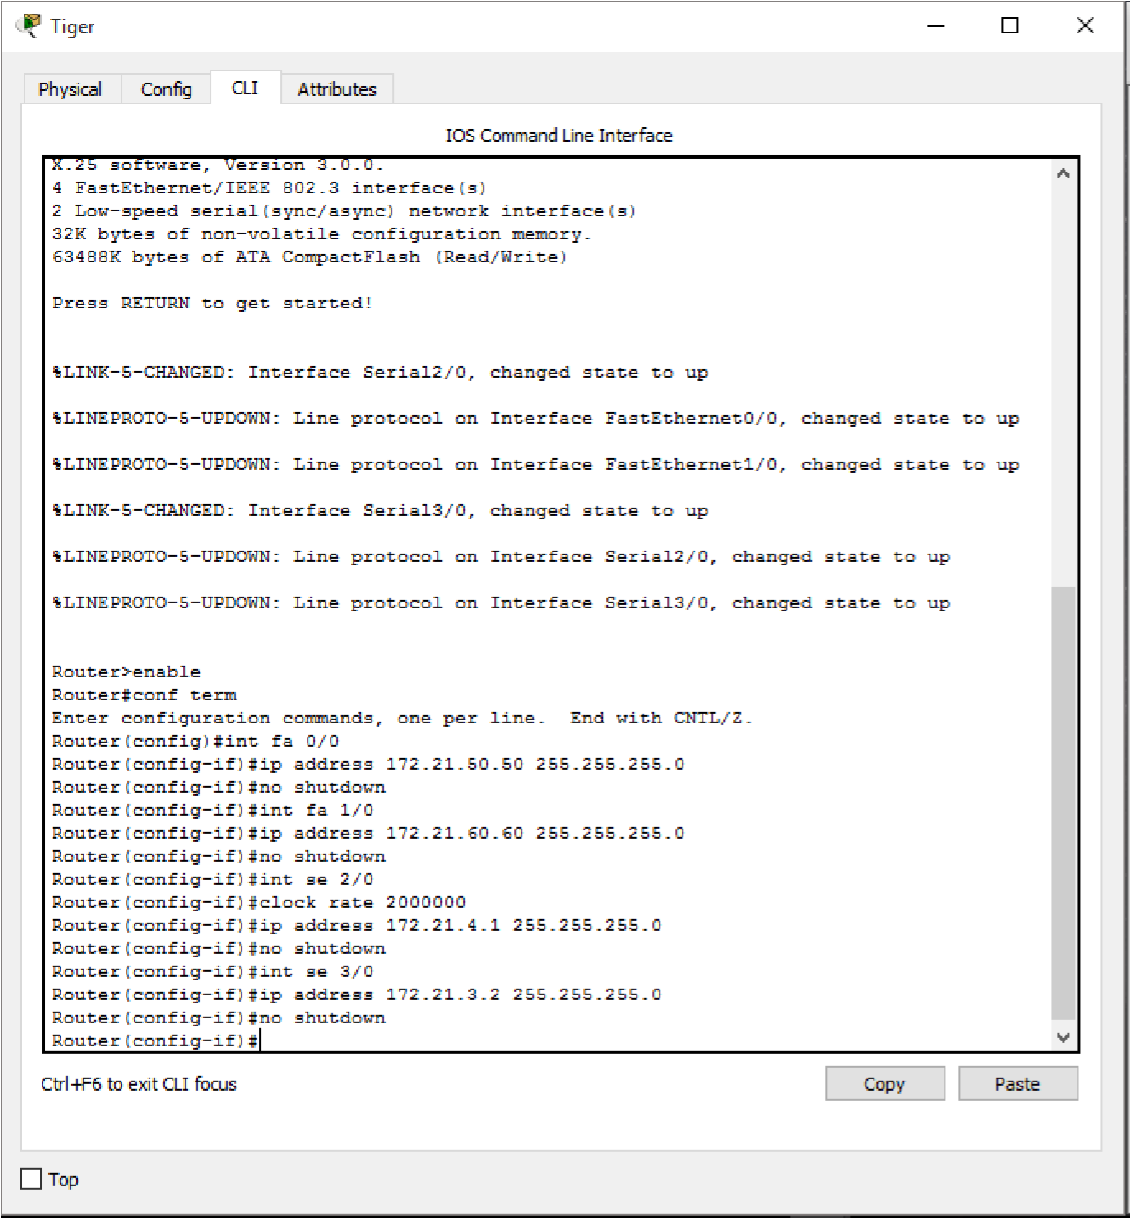 Tiger
Physical Config CLI Attributes
IOS Command Line Interface
X.25 software, Version 3.0.0.
4 FastEthernet/IEEE 802.3 interface(s)
2 Low-speed serial(sync/async) network interface(s)
32K bytes of non-volatile configuration memory.
63488K bytes of ATA CompactFlash (Read/Write)
Press RETURN to get started!
%LINK-5-CHANGED: Interface Serial2/0, changed state to up
%LINEPROTO-5-UPDOWN: Line protocol on Interface FastEthernet0/0, changed state to up
%LINEPROTO-5-UPDOWN: Line protocol on Interface FastEthernet1/0, changed state to up
%LINK-5-CHANGED: Interface Serial3/0, changed state to up
%LINEPROTO-5-UPDOWN: Line protocol on Interface Serial2/0, changed state to up
%LINEPROTO-5-UPDOWN: Line protocol on Interface Serial3/0, changed state to up
Router>enable
Router#conf term
Enter configuration commands, one per line.  End with CNTL/Z.
Router(config)#int fa 0/0
Router(config-if)#ip address 172.21.50.50 255.255.255.0
Router(config-if)#no shutdown
Router(config-if)#int fa 1/0
Router(config-if)#ip address 172.21.60.60 255.255.255.0
Router(config-if)#no shutdown
Router(config-if)#int se 2/0
Router(config-if)#clock rate 2000000
Router(config-if)#ip address 172.21.4.1 255.255.255.0
Router(config-if)#no shutdown
Router(config-if)#int se 3/0
Router(config-if)#ip address 172.21.3.2 255.255.255.0
Router(config-if)#no shutdown
Router(config-if)#
Ctrl+F6 to exit CLI focus
Copy Paste
Top